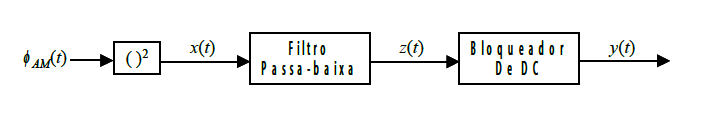 ϕAM(t) ( )² x(t) Filtro Passa-baixa z(t) Bloqueador De DC y(t)